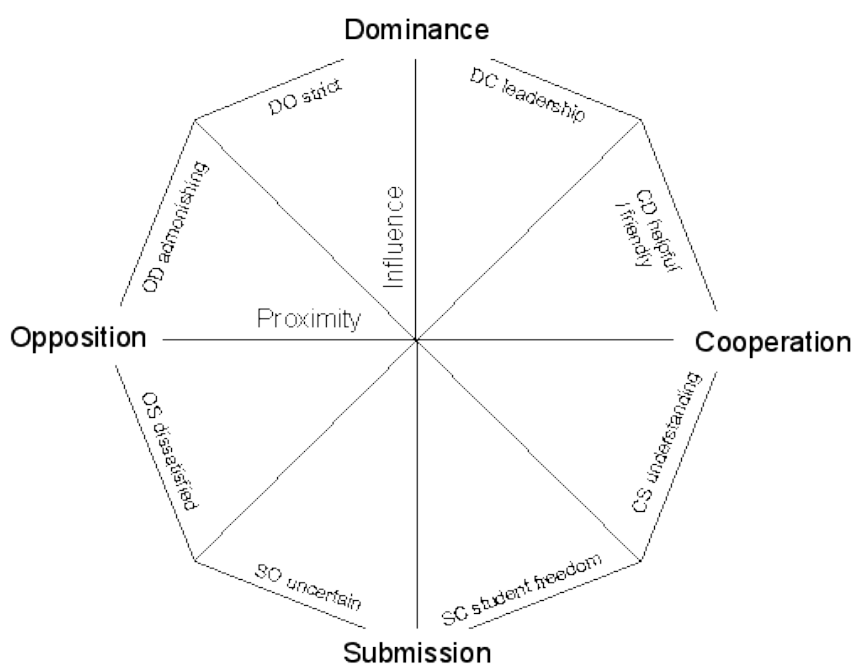 Dominance
DO strict
DC leadership
OD admonishing
CD helpful
/friendly
Influence
Proximity
Opposition
Cooperation
OS dissatisfied
CS understanding
SO uncertain
SC student freedom
Submission